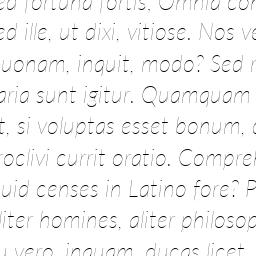 ed fortuna fortis, Omnia con
ed ille, ut dixi, vitiose. Nos ve
uonam, inquit, modo? Sed r
aria sunt igitur. Quamquam
t, si voluptas esset bonum, c
roclivi currit oratio. Compreh
uid censes in Latino fore? P
liter homines, aliter philosop
u vero, inquam, ducas licet,